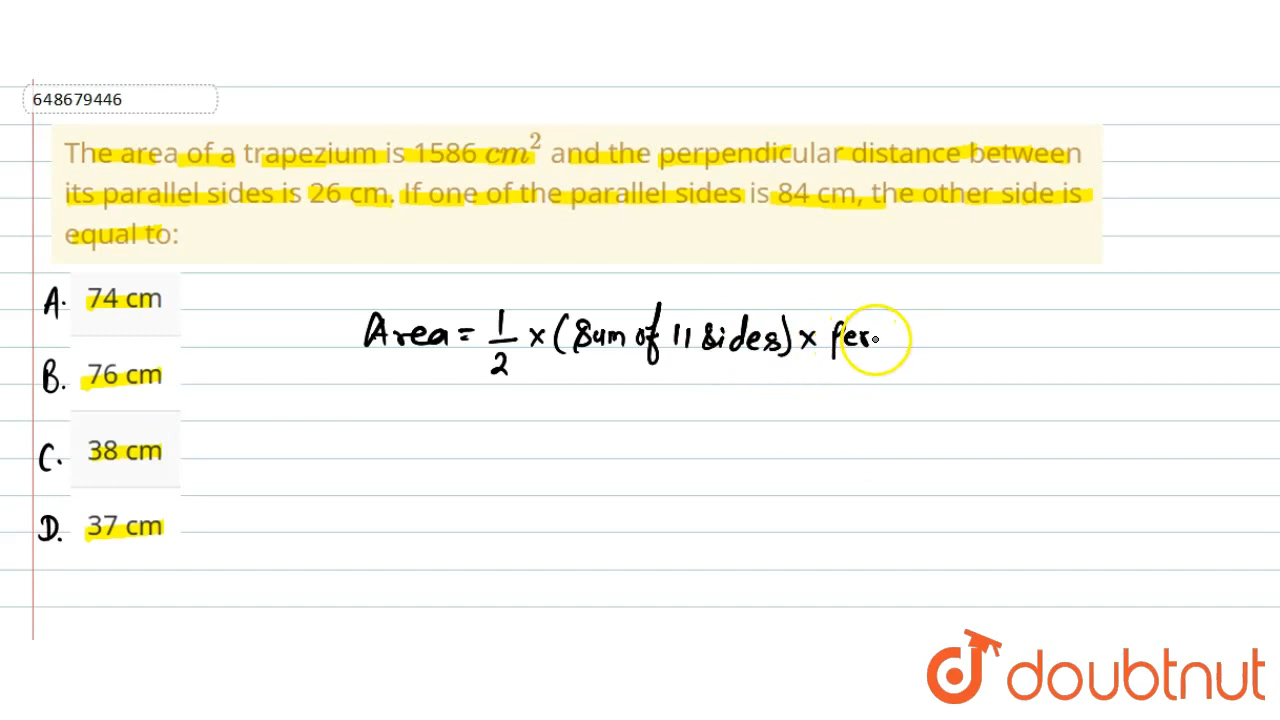 648679446
The area of a trapezium is 1586 cm² and the perpendicular distance between
its parallel sides is 26 cm. If one of the parallel sides is 84 cm, the other side is
equal to:
A. 74 cm
Area = 1/2 × (Sum of 11 sides) × per
B. 76 cm
C. 38 cm
D. 37 cm
doubtnut